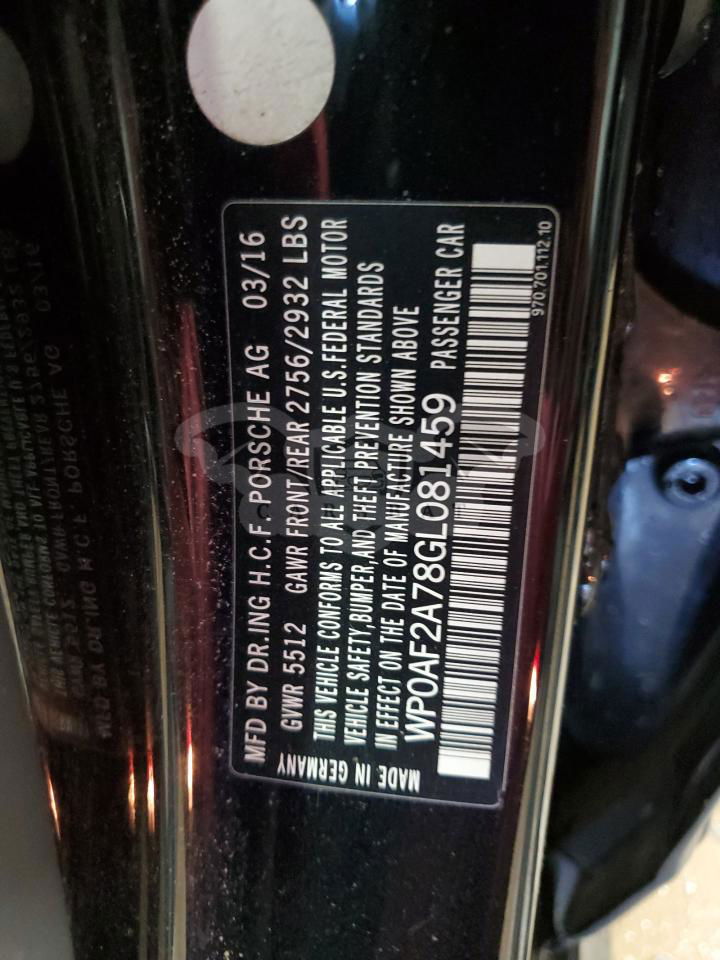 MFD BY DR.ING H.C.F. PORSCHE AG 03/16
GVWR 5512 GAWR FRONT/REAR 2756/2932 LBS
THIS VEHICLE CONFORMS TO ALL APPLICABLE U.S.FEDERAL MOTOR
VEHICLE SAFETY,BUMPER,AND THEFT PREVENTION STANDARDS
IN EFFECT ON THE DATE OF MANUFACTURE SHOWN ABOVE
WP0AF2A78GL081459 PASSENGER CAR
970.701.112.10
MADE IN GERMANY